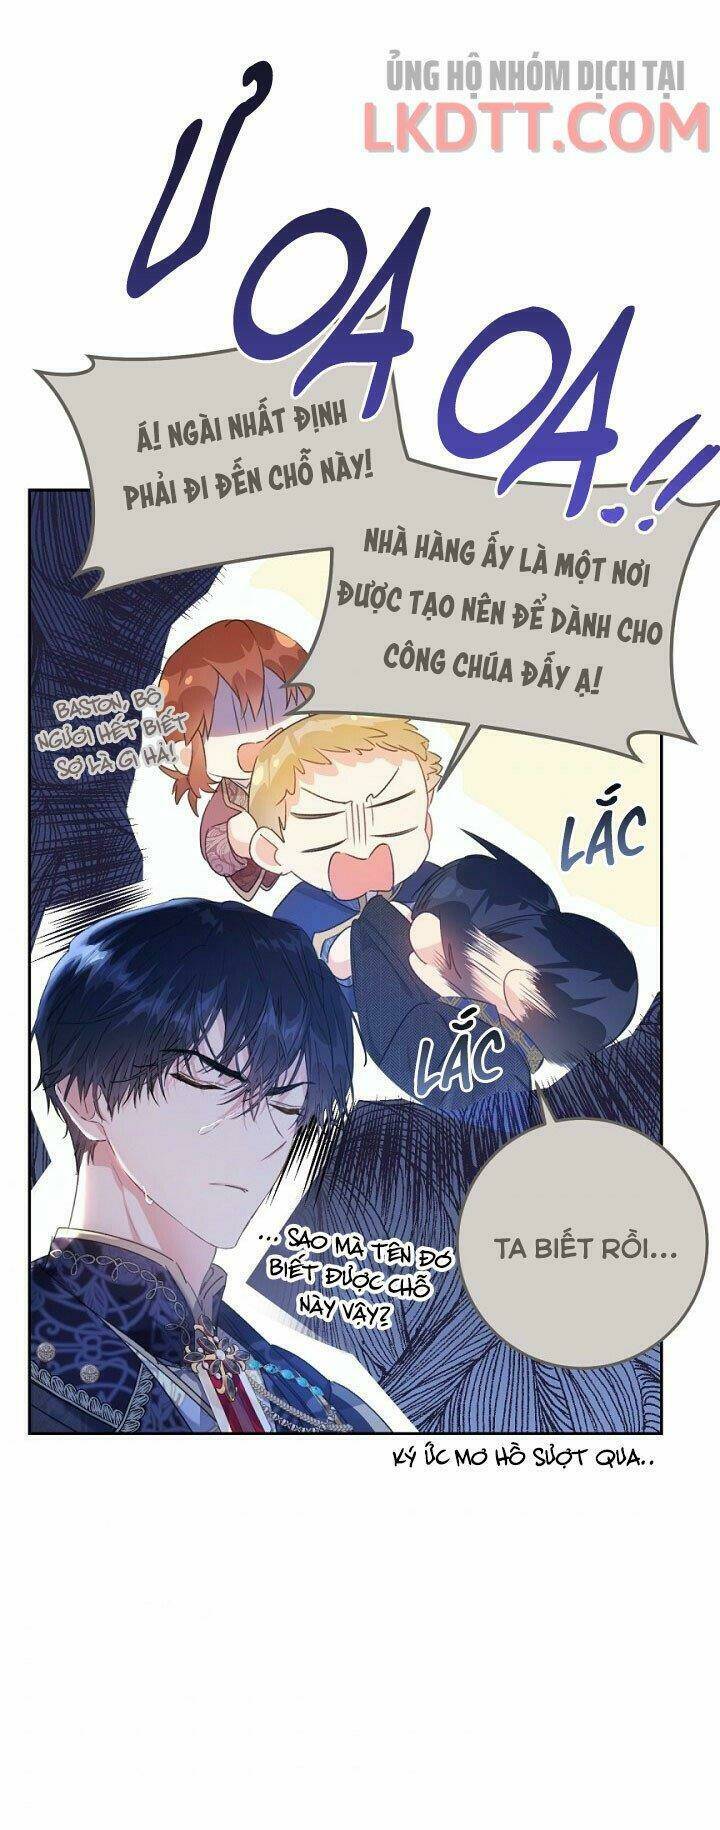 ỦNG HỘ NHÓM DỊCH TẠI
LKDTT.COM
Ư OA OA..!!
Á! NGÀI NHẤT ĐỊNH
PHẢI ĐI ĐẾN CHỖ NÀY!
NHÀ HÀNG ẤY LÀ MỘT NƠI
ĐƯỢC TẠO NÊN ĐỂ DÀNH CHO
CÔNG CHÚA ĐẤY Ạ!
BASTON, BỘ
NGƯƠI HẾT BIẾT
SỢ LÀ GÌ HẢ!
LẮC
LẮC
TA BIẾT RỒI...
... SAO MÀ TÊN ĐÓ
BIẾT ĐƯỢC CHỖ
NÀY VẬY?
KÝ ỨC MƠ HỒ SƯỢT QUA..